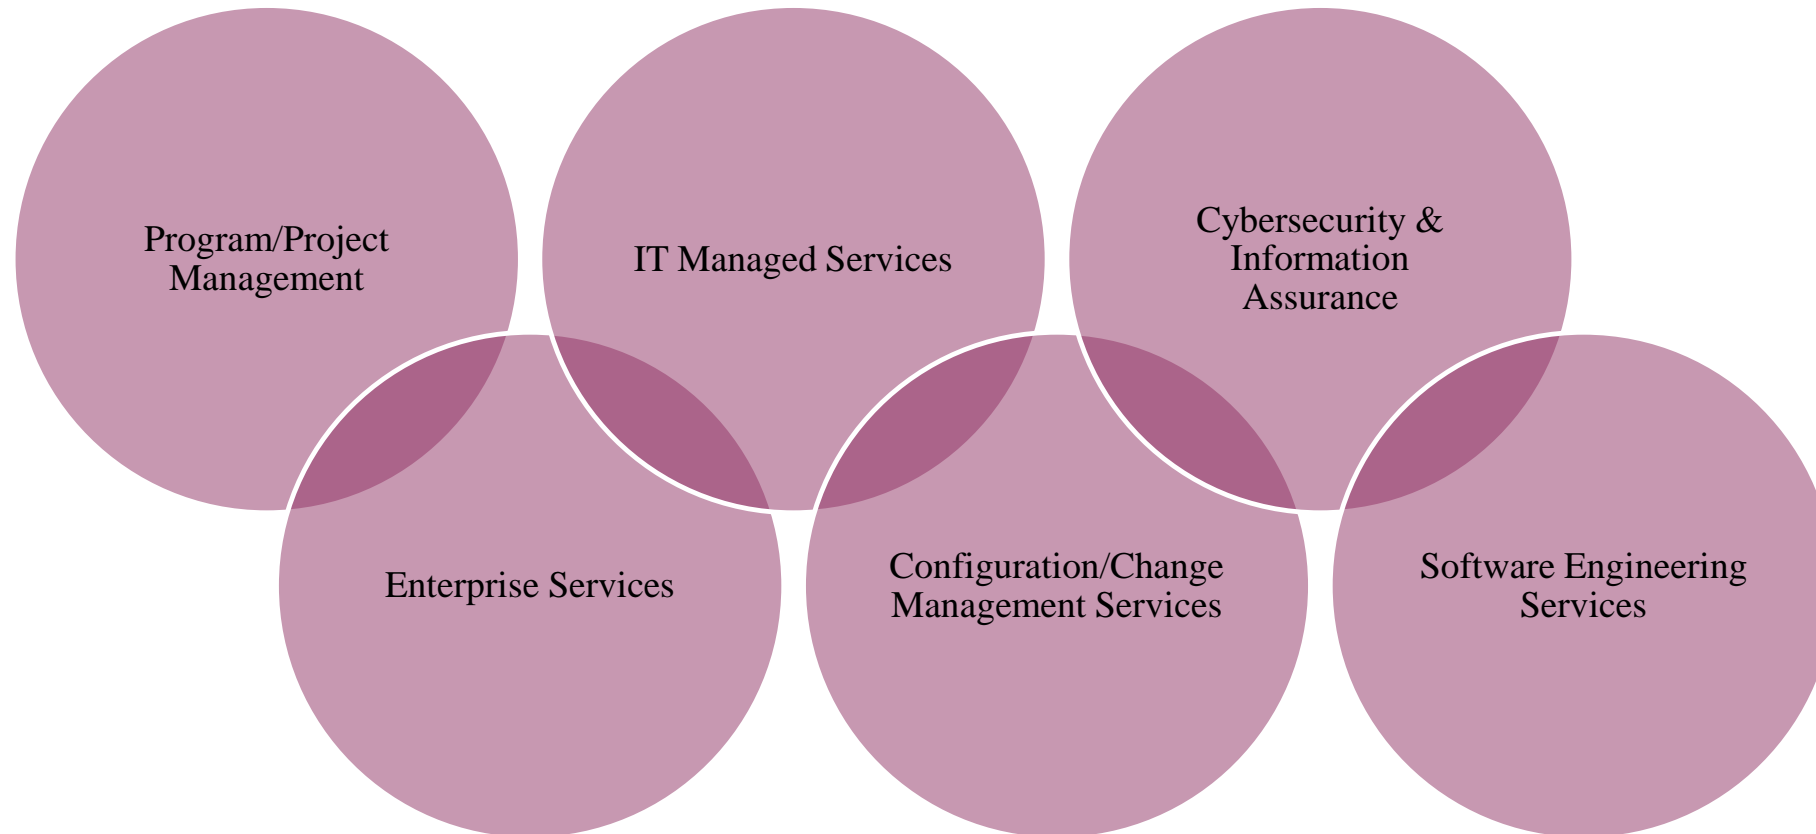 Program/Project
Management
IT Managed Services
Cybersecurity &
Information
Assurance
Enterprise Services
Configuration/Change
Management Services
Software Engineering
Services